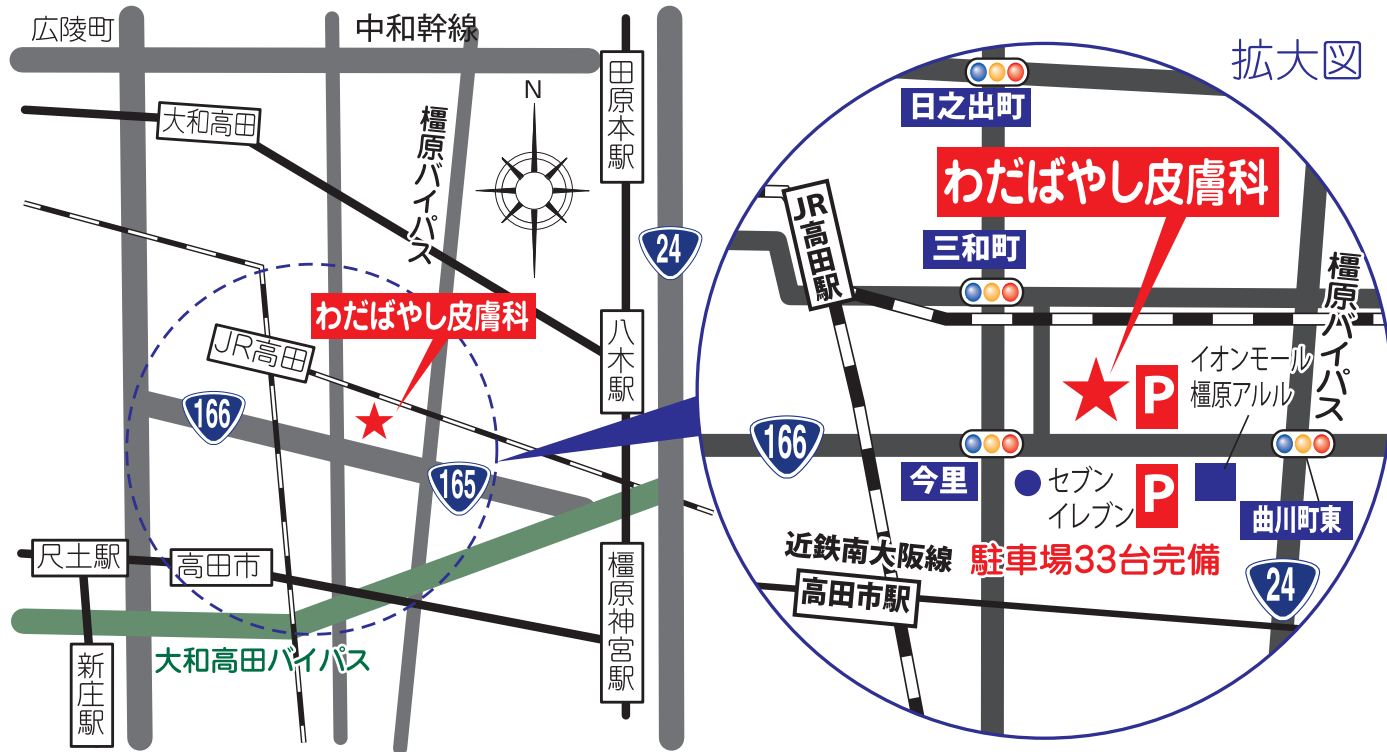 広陵町
中和幹線
田原本駅
大和高田
橿原バイパス
N
24
わだばやし皮膚科
JR高田
八木駅
166
165
尺土駅
高田市
橿原神宮駅
大和高田バイパス
新庄駅
拡大図
日之出町
わだばやし皮膚科
JR高田駅
三和町
橿原バイパス
イオンモール
橿原アルル
P
166
今里
セブン
イレブン
P
曲川町東
近鉄南大阪線
駐車場33台完備
高田市駅
24